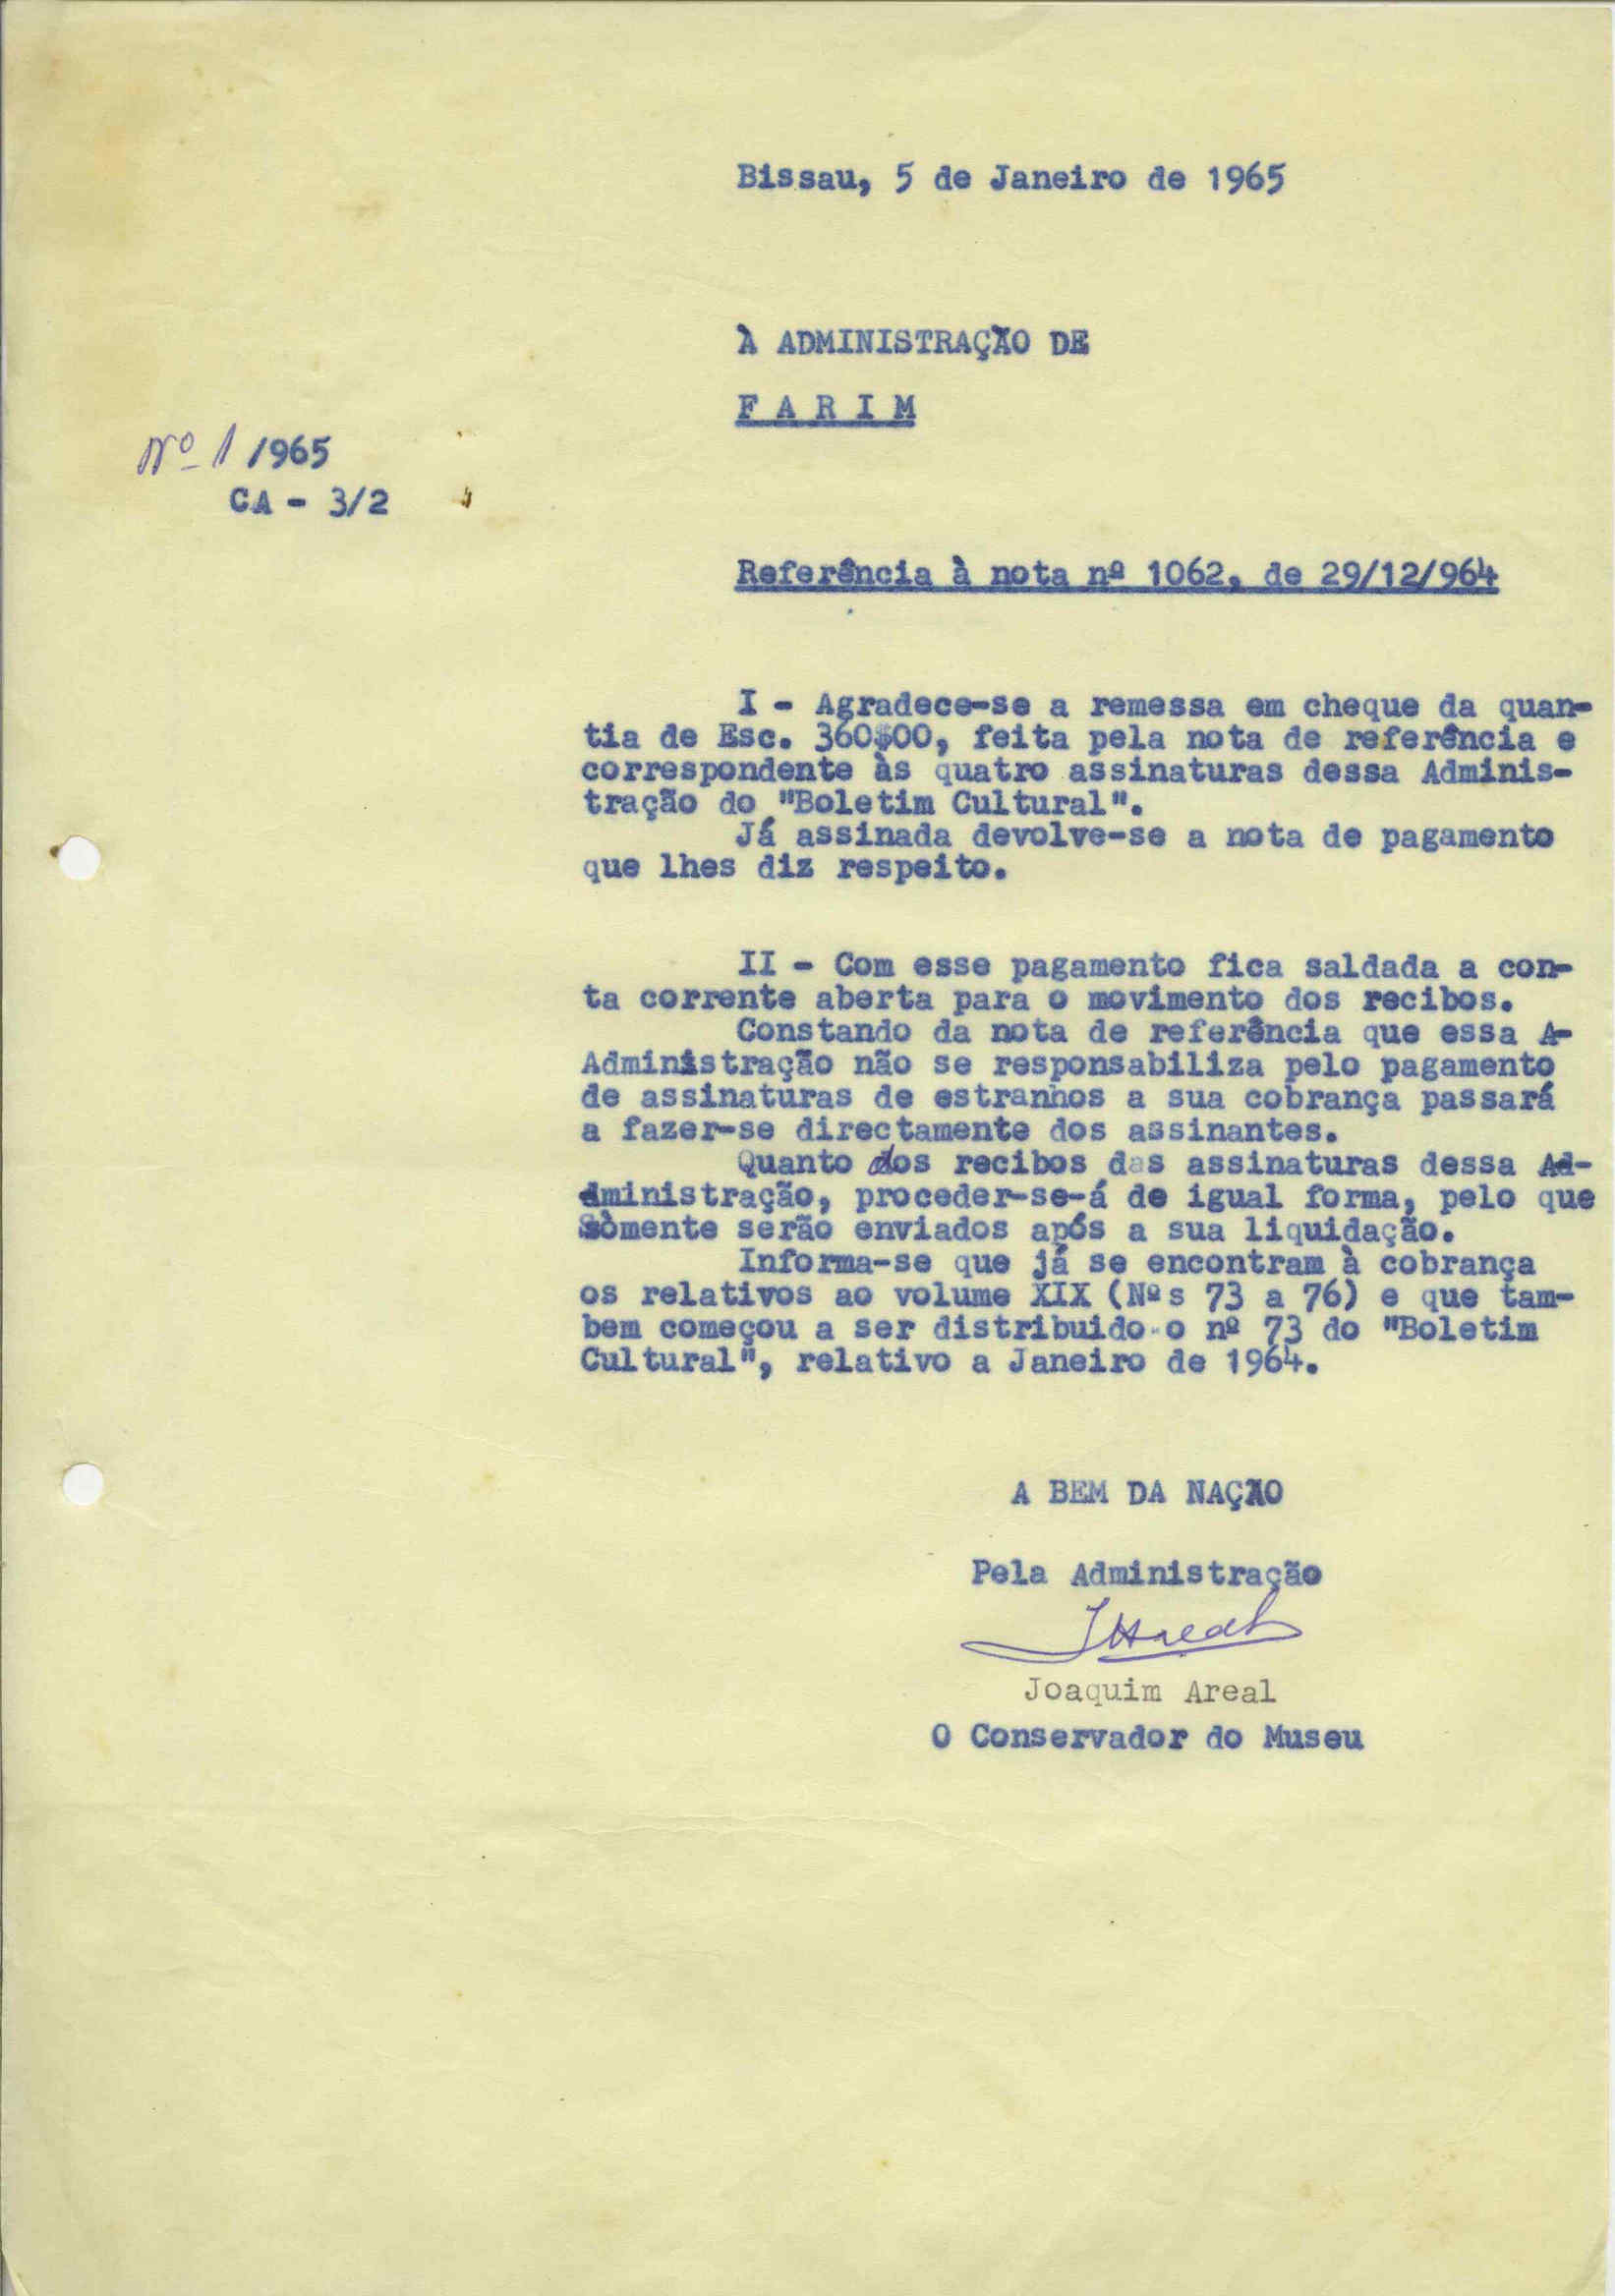 Bissau, 5 de Janeiro de 1965
À ADMINISTRAÇÃO DE
F A R I M
Nº 1 /965
CA - 3/2
Referência à nota nº 1062, de 29/12/964
I - Agradece-se a remessa em cheque da quan-
tia de Esc. 360$00, feita pela nota de referência e
correspondente às quatro assinaturas dessa Adminis-
tração do "Boletim Cultural".
Já assinada devolve-se a nota de pagamento
que lhes diz respeito.
II - Com esse pagamento fica saldada a con-
ta corrente aberta para o movimento dos recibos.
Constando da nota de referência que essa A-
Administração não se responsabiliza pelo pagamento
de assinaturas de estranhos a sua cobrança passará
a fazer-se directamente dos assinantes.
Quanto dos recibos das assinaturas dessa Ad-
dministração, proceder-se-á de igual forma, pelo que
sòmente serão enviados após a sua liquidação.
Informa-se que já se encontram à cobrança
os relativos ao volume XIX (Nºs 73 a 76) e que tam-
bem começou a ser distribuido o nº 73 do "Boletim
Cultural", relativo a Janeiro de 1964.
A BEM DA NAÇÃO
Pela Administração
JAreal
Joaquim Areal
O Conservador do Museu